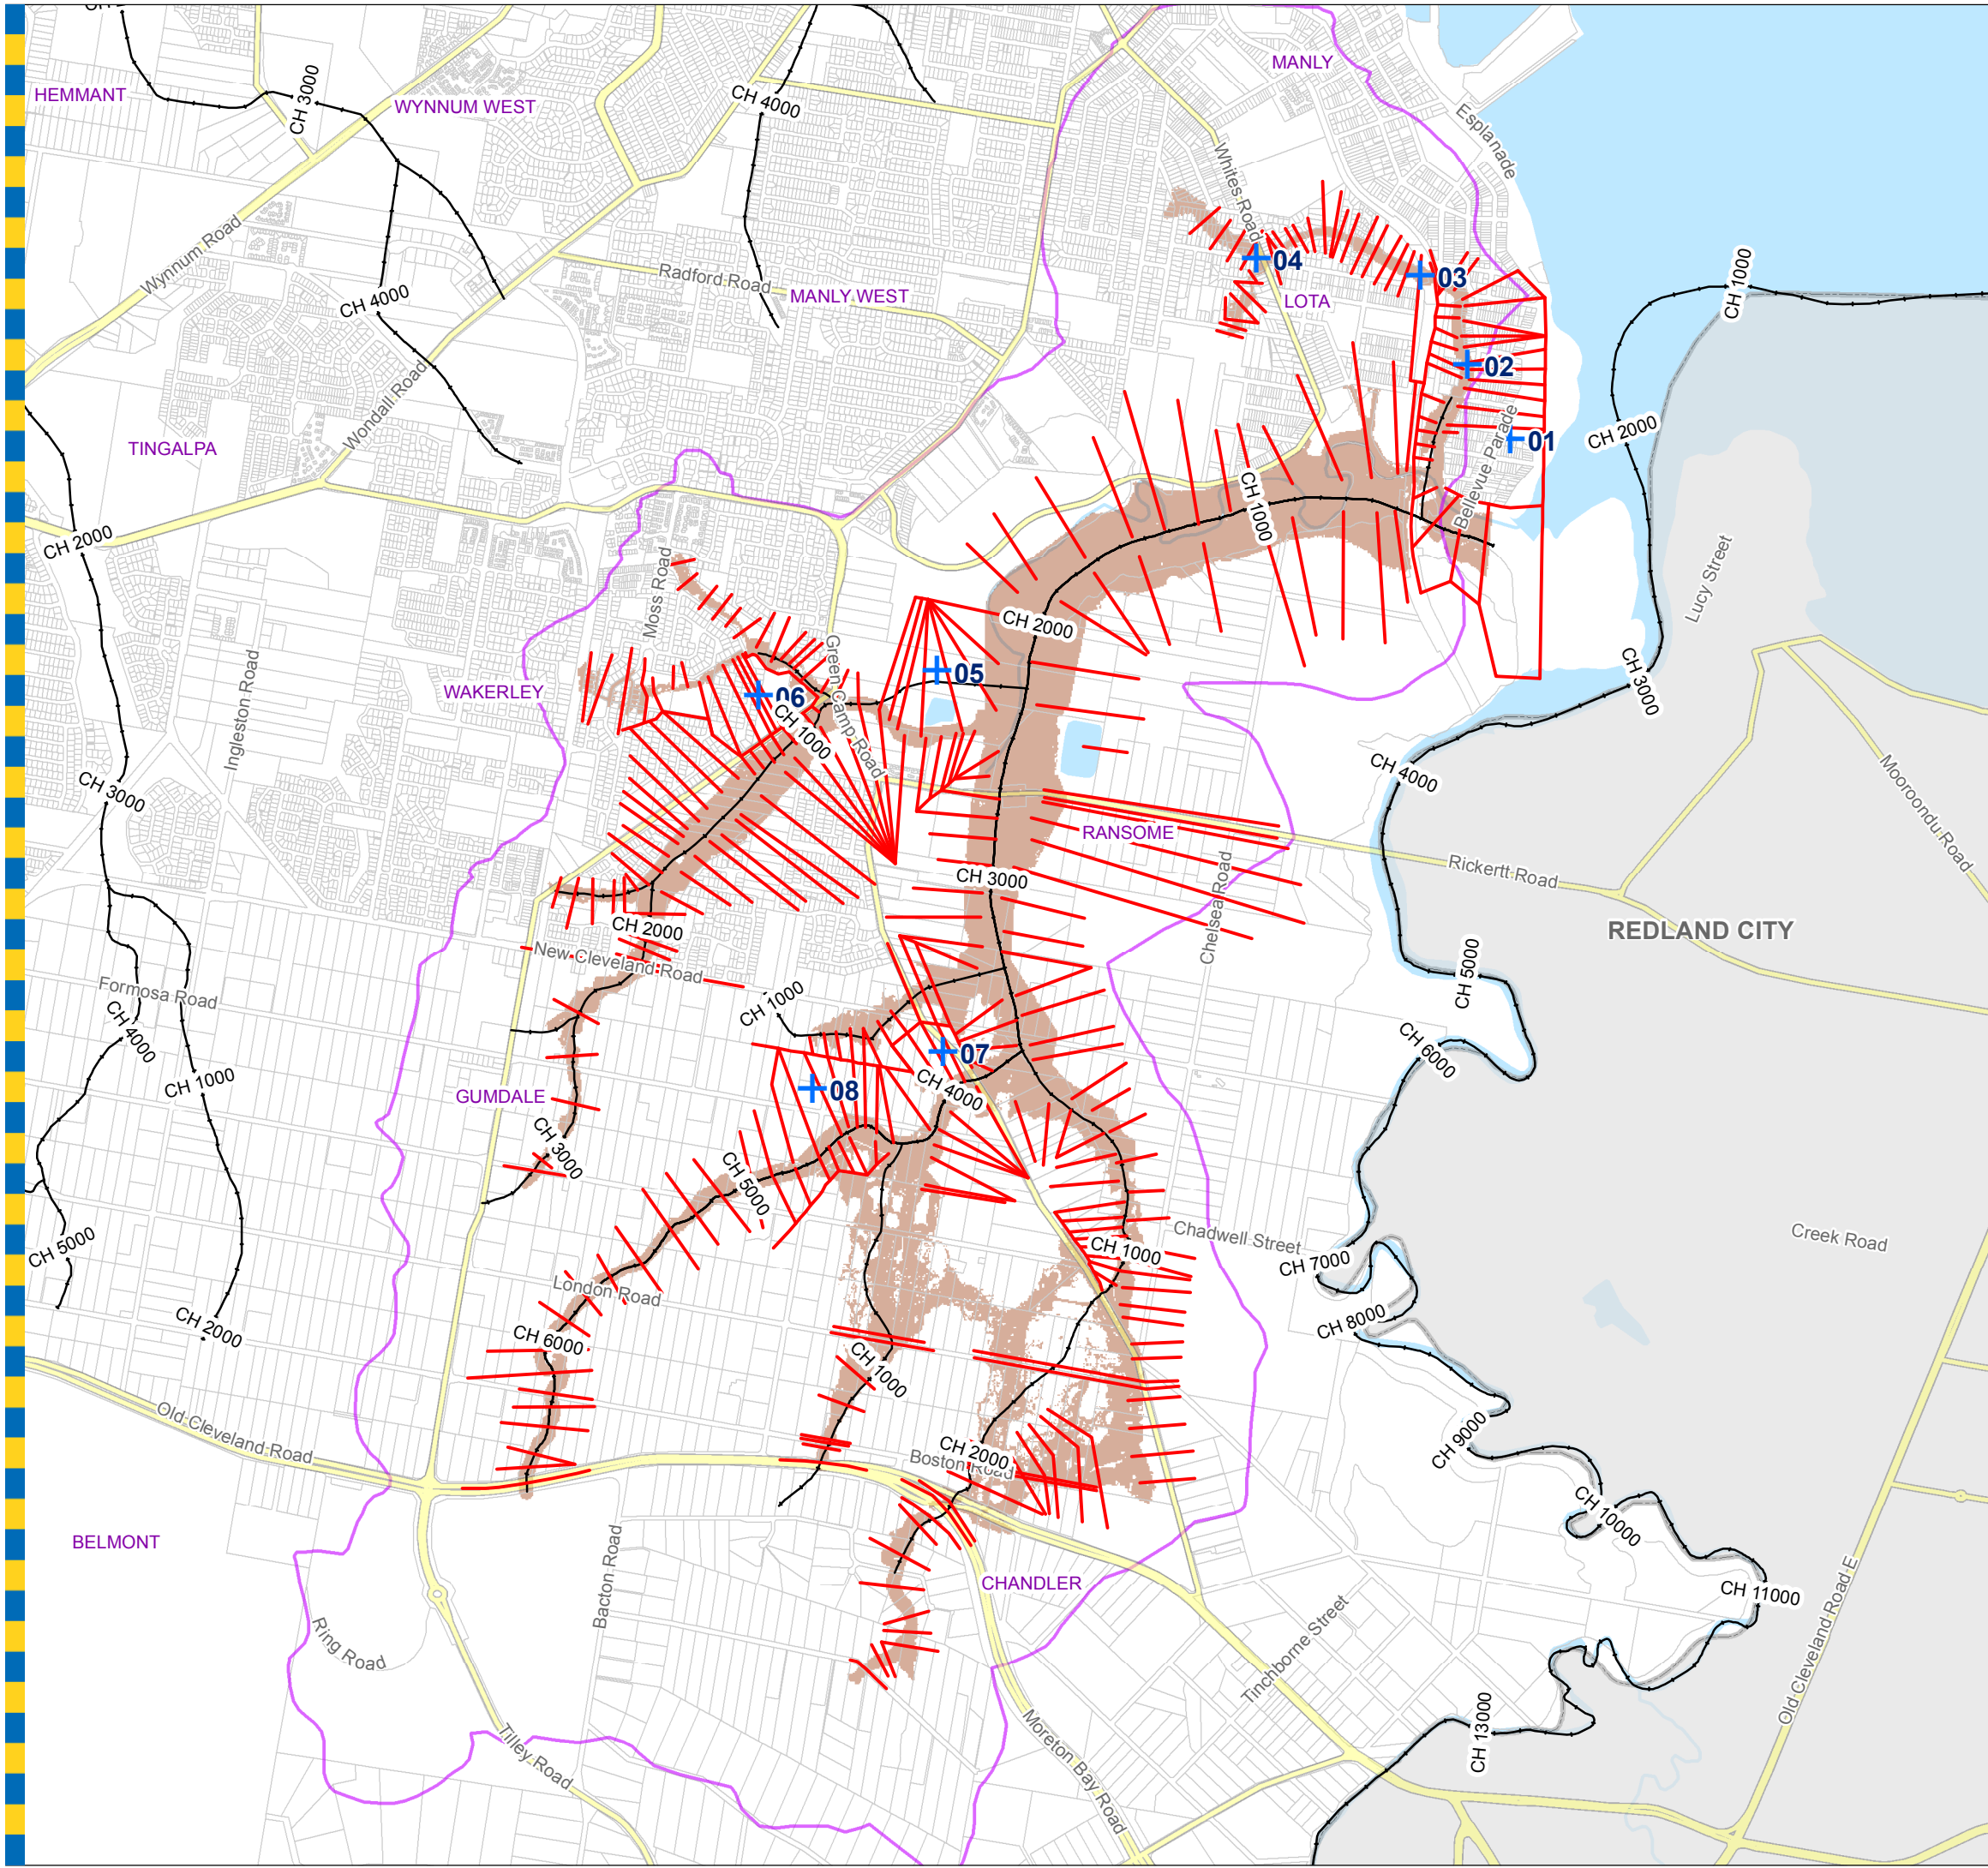 CH 3000
HEMMANT
WYNNUM WEST
CH 4000
MANLY
Esplanade
Whites Road
Wynnum Road
Radford Road
MANLY WEST
CH 4000
04
03
LOTA
CH 1000
02
TINGALPA
Wondall Road
01
CH 2000
Bellevue Parade
CH 1000
CH 2000
Lucy Street
Moss Road
CH 2000
Green Camp Road
05
06
WAKERLEY
Ingleston Road
CH 1000
CH 3000
CH 3000
CH 4000
Mooroondu Road
RANSOME
Rickertt Road
CH 3000
Chelsea Road
REDLAND CITY
CH 2000
New Cleveland Road
CH 5000
Formosa Road
CH 1000
CH 4000
CH 6000
07
CH 1000
08
CH 4000
GUMDALE
CH 3000
CH 5000
CH 5000
Chadwell Street
CH 1000
CH 7000
Creek Road
London Road
CH 2000
CH 6000
CH 8000
CH 1000
Old Cleveland Road
CH 9000
CH 2000
Boston Road
CH 10000
BELMONT
Bacton Road
CHANDLER
CH 11000
Ring Road
Tinchborne Street
Old Cleveland Road E
CH 13000
Tilley Road
Moreton Bay Road